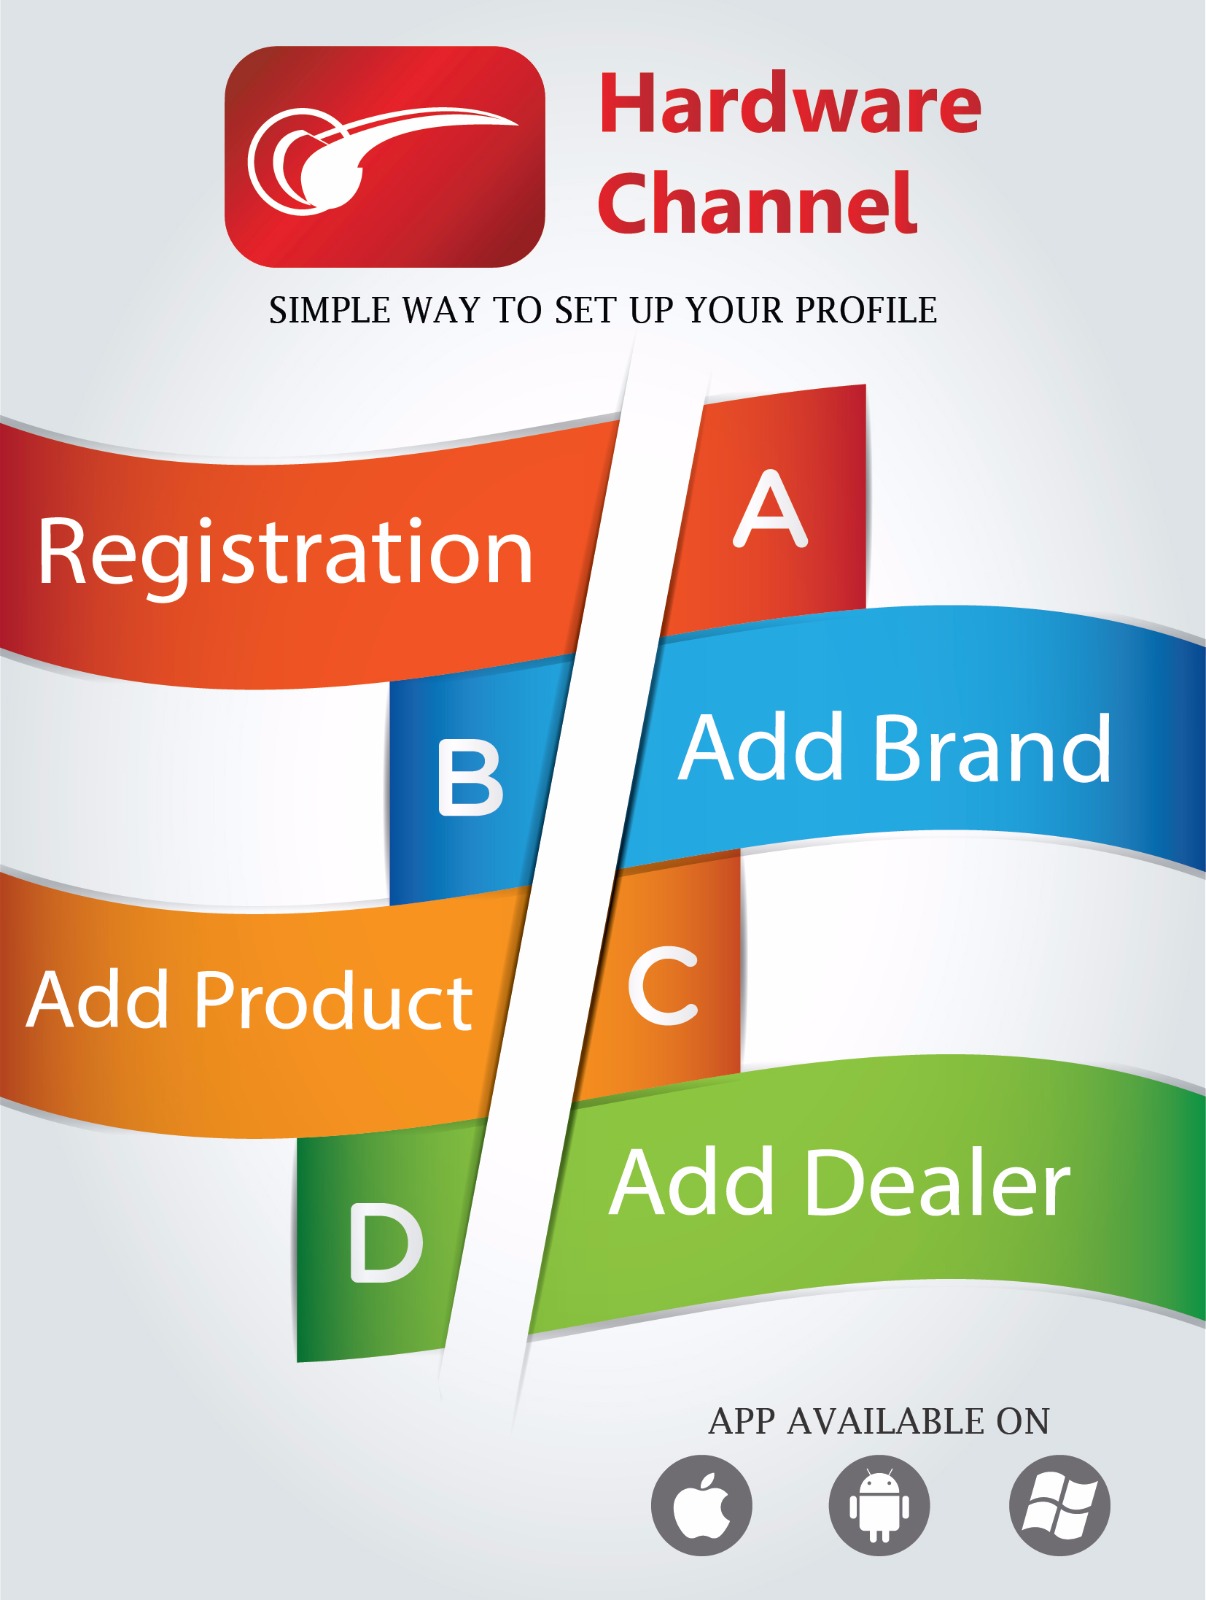 Hardware
Channel
SIMPLE WAY TO SET UP YOUR PROFILE
Registration
A
B
Add Brand
Add Product
C
D
Add Dealer
APP AVAILABLE ON